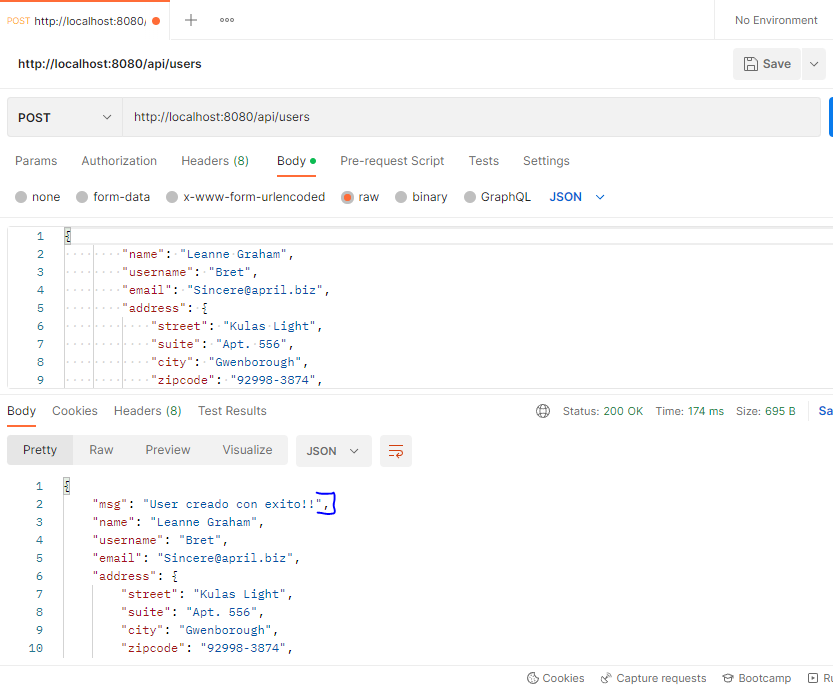 POST http://localhost:8080/ No Environment
http://localhost:8080/api/users Save
POST http://localhost:8080/api/users
Params Authorization Headers (8) Body Pre-request Script Tests Settings
none form-data x-www-form-urlencoded raw binary GraphQL JSON
1 {
2 "name": "Leanne Graham",
3 "username": "Bret",
4 "email": "Sincere@april.biz",
5 "address": {
6 "street": "Kulas Light",
7 "suite": "Apt. 556",
8 "city": "Gwenborough",
9 "zipcode": "92998-3874",
Body Cookies Headers (8) Test Results Status: 200 OK Time: 174 ms Size: 695 B Sa
Pretty Raw Preview Visualize JSON
1 {
2 "msg": "User creado con exito!!",
3 "name": "Leanne Graham",
4 "username": "Bret",
5 "email": "Sincere@april.biz",
6 "address": {
7 "street": "Kulas Light",
8 "suite": "Apt. 556",
9 "city": "Gwenborough",
10 "zipcode": "92998-3874",
Cookies Capture requests Bootcamp Ru